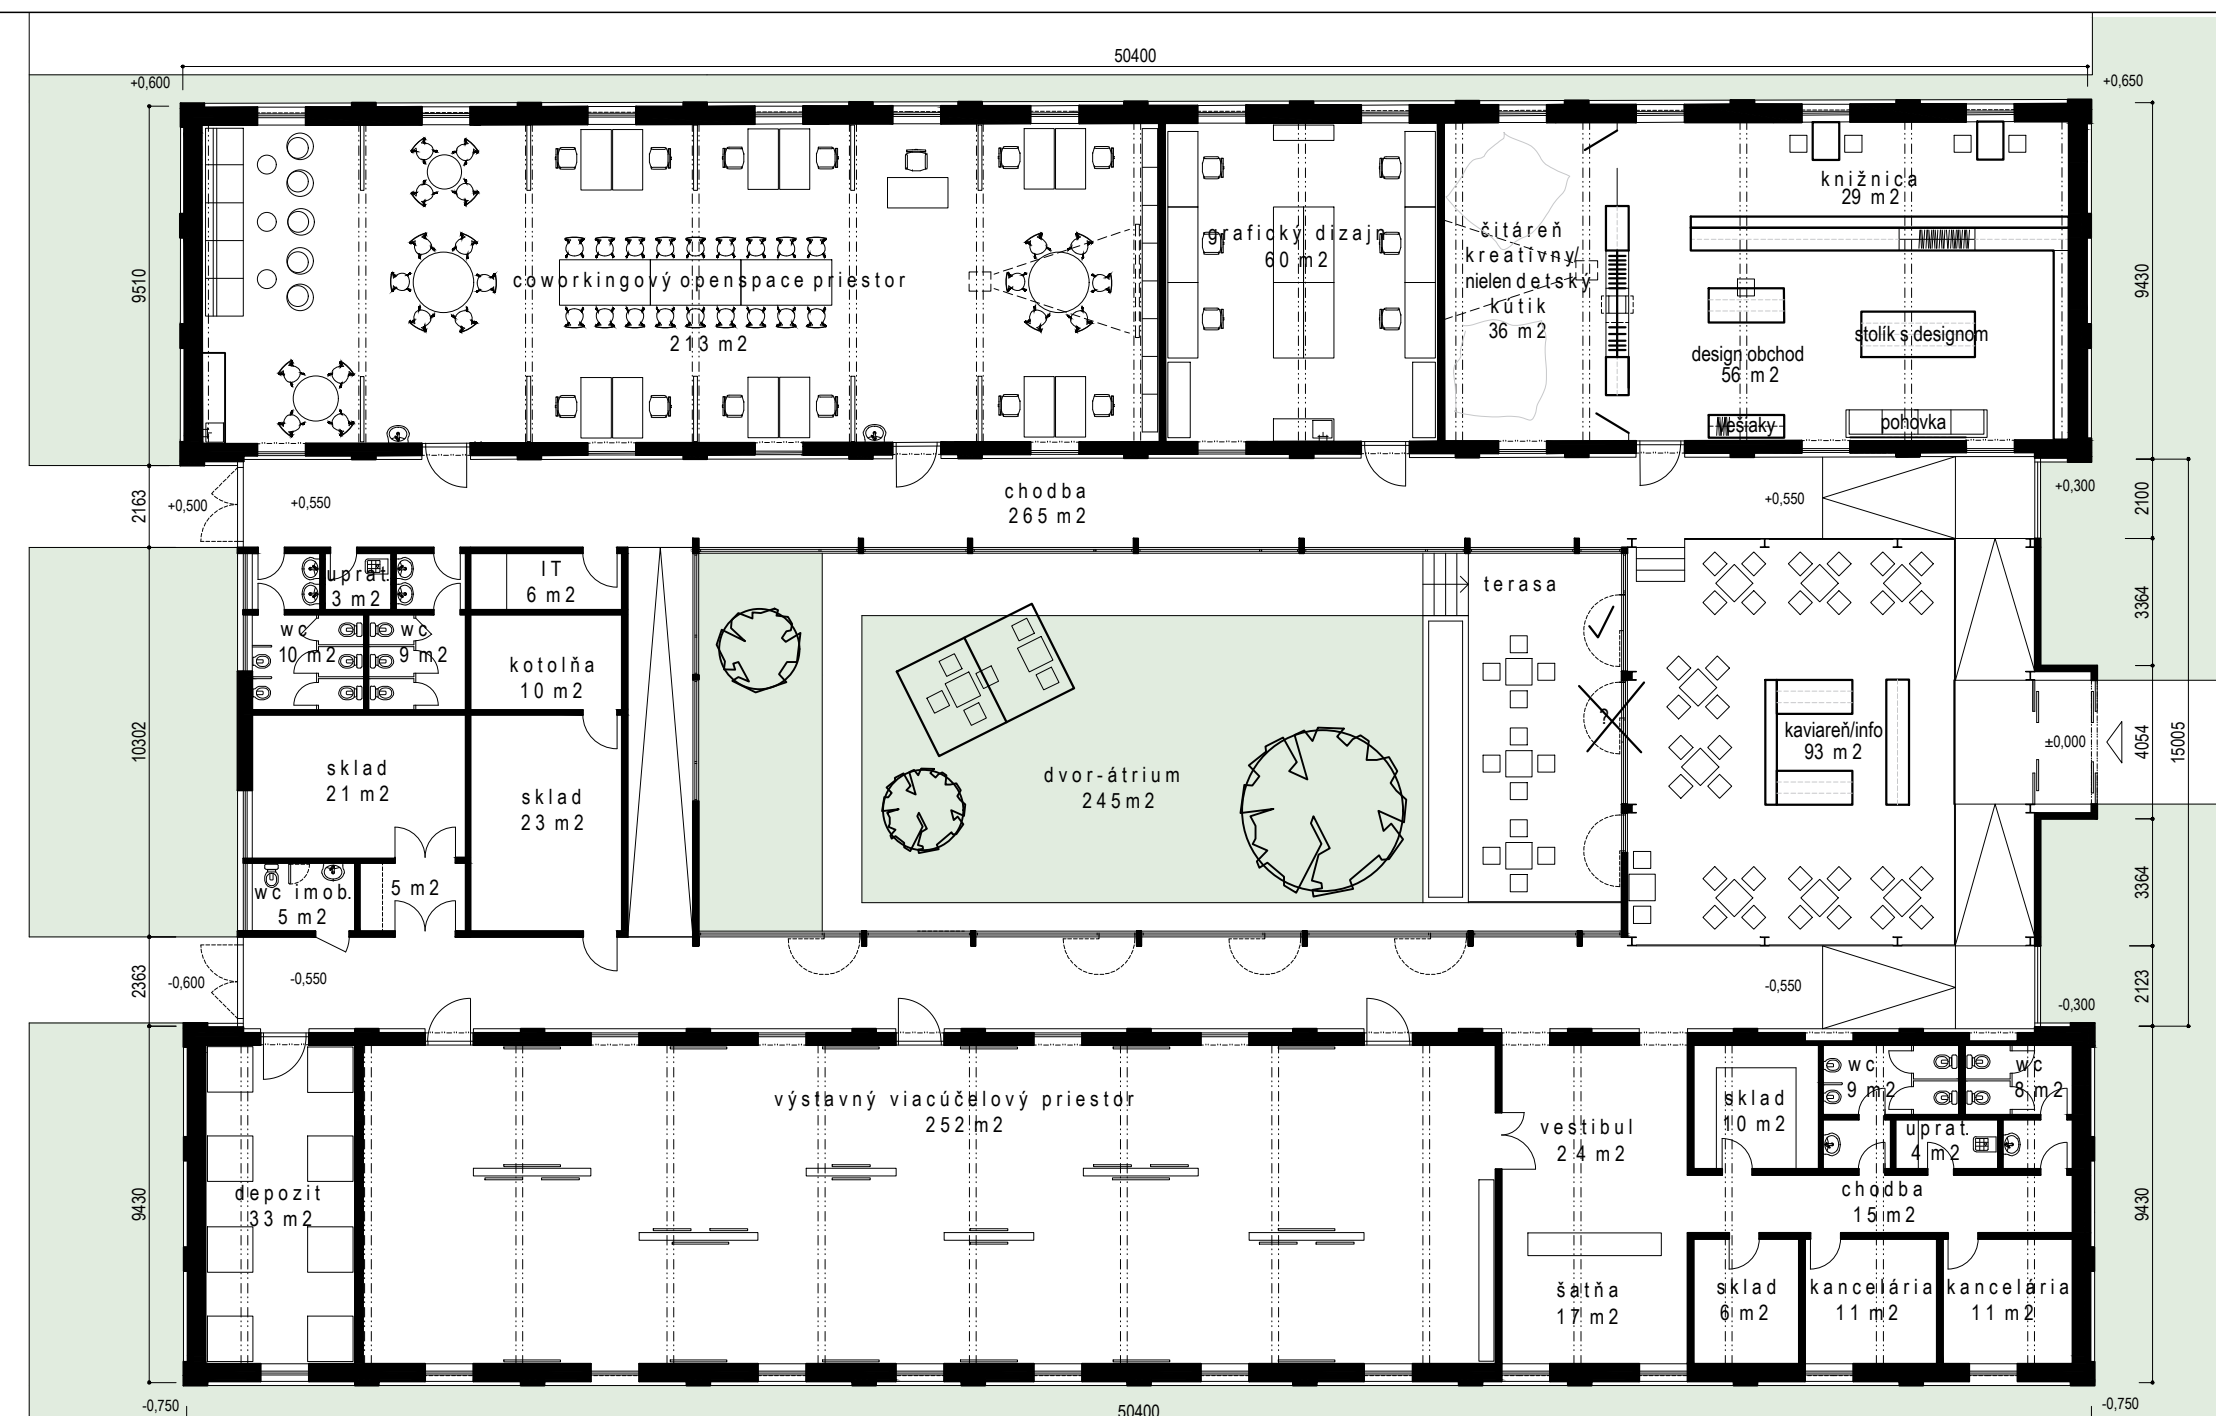 50400
+0,600
+0,650
knižnica
29 m2
grafický dizajn
60 m2
čitáreň
kreatívny/
nielen detský
kútik
36 m2
coworkingový openspace priestor
213 m2
9510
9430
stolík s designom
design obchod
56 m2
vešiaky
pohovka
2163
+0,500
+0,550
chodba
265 m2
+0,550
+0,300
2100
IT
6 m2
uprat.
3 m2
terasa
3364
wc
10 m2
wc
9 m2
kotolňa
10 m2
10302
sklad
21 m2
sklad
23 m2
dvor-átrium
245m2
?
kaviareň/info
93 m2
±0,000
4054
15005
wc imob.
5 m2
5 m2
3364
2363
-0,600
-0,550
-0,550
-0,300
2123
výstavný viacúčelový priestor
252 m2
vestibul
24 m2
sklad
10 m2
wc
9 m2
wc
8 m2
uprat.
4 m2
depozit
33 m2
chodba
15 m2
9430
9430
šatňa
17 m2
sklad
6 m2
kancelária
11 m2
kancelária
11 m2
-0,750
50400
-0,750